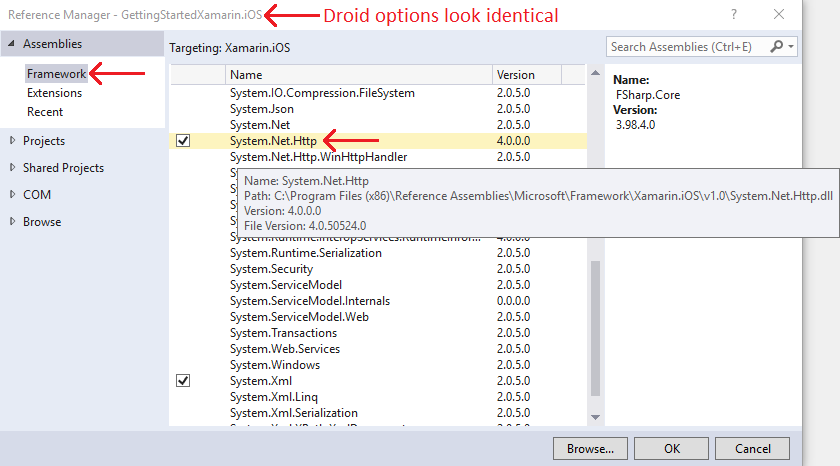 Reference Manager - GettingStartedXamarin.iOS
Droid options look identical
? ×
Assemblies
Framework
Extensions
Recent
Projects
Shared Projects
COM
Browse
Targeting: Xamarin.iOS
Search Assemblies (Ctrl+E)
Name Version
System.IO.Compression.FileSystem 2.0.5.0
System.Json 2.0.5.0
System.Net 2.0.5.0
System.Net.Http 4.0.0.0
System.Net.Http.WinHttpHandler 2.0.5.0
Name: System.Net.Http
Path: C:\Program Files (x86)\Reference Assemblies\Microsoft\Framework\Xamarin.iOS\v1.0\System.Net.Http.dll
Version: 4.0.0.0
File Version: 4.0.50524.0
System.Runtime.Serialization 2.0.5.0
System.Security 2.0.5.0
System.ServiceModel 2.0.5.0
System.ServiceModel.Internals 0.0.0.0
System.ServiceModel.Web 2.0.5.0
System.Transactions 2.0.5.0
System.Web.Services 2.0.5.0
System.Windows 2.0.5.0
System.Xml 2.0.5.0
System.Xml.Linq 2.0.5.0
System.Xml.Serialization 2.0.5.0
Name:
FSharp.Core
Version:
3.98.4.0
Browse... OK Cancel